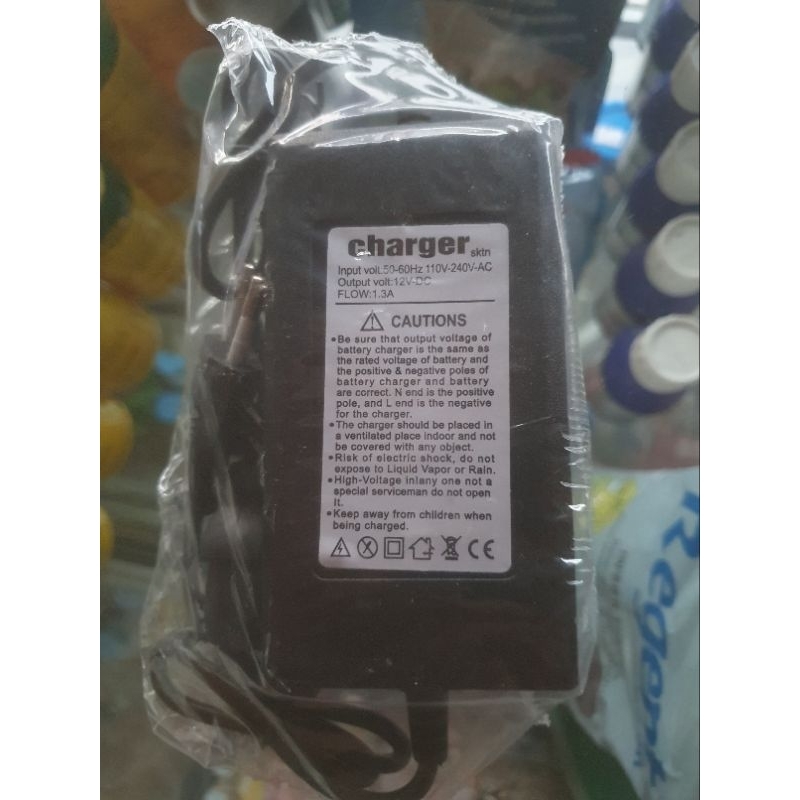 charger sktn
Input volt:50-60Hz 110V-240V-AC
Output volt:12V-DC
FLOW:1.3A
CAUTIONS
•Be sure that output voltage of
battery charger is the same as
the rated voltage of battery and
the positive & negative poles of
battery charger and battery
are correct. N end is the positive
pole, and L end is the negative
for the charger.
•The charger should be placed in
a ventilated place indoor and not
be covered with any object.
•Risk of electric shock, do not
expose to Liquid Vapor or Rain.
•High-Voltage inlany one not a
special serviceman do not open
It.
•Keep away from children when
being charged.
CE
Regent